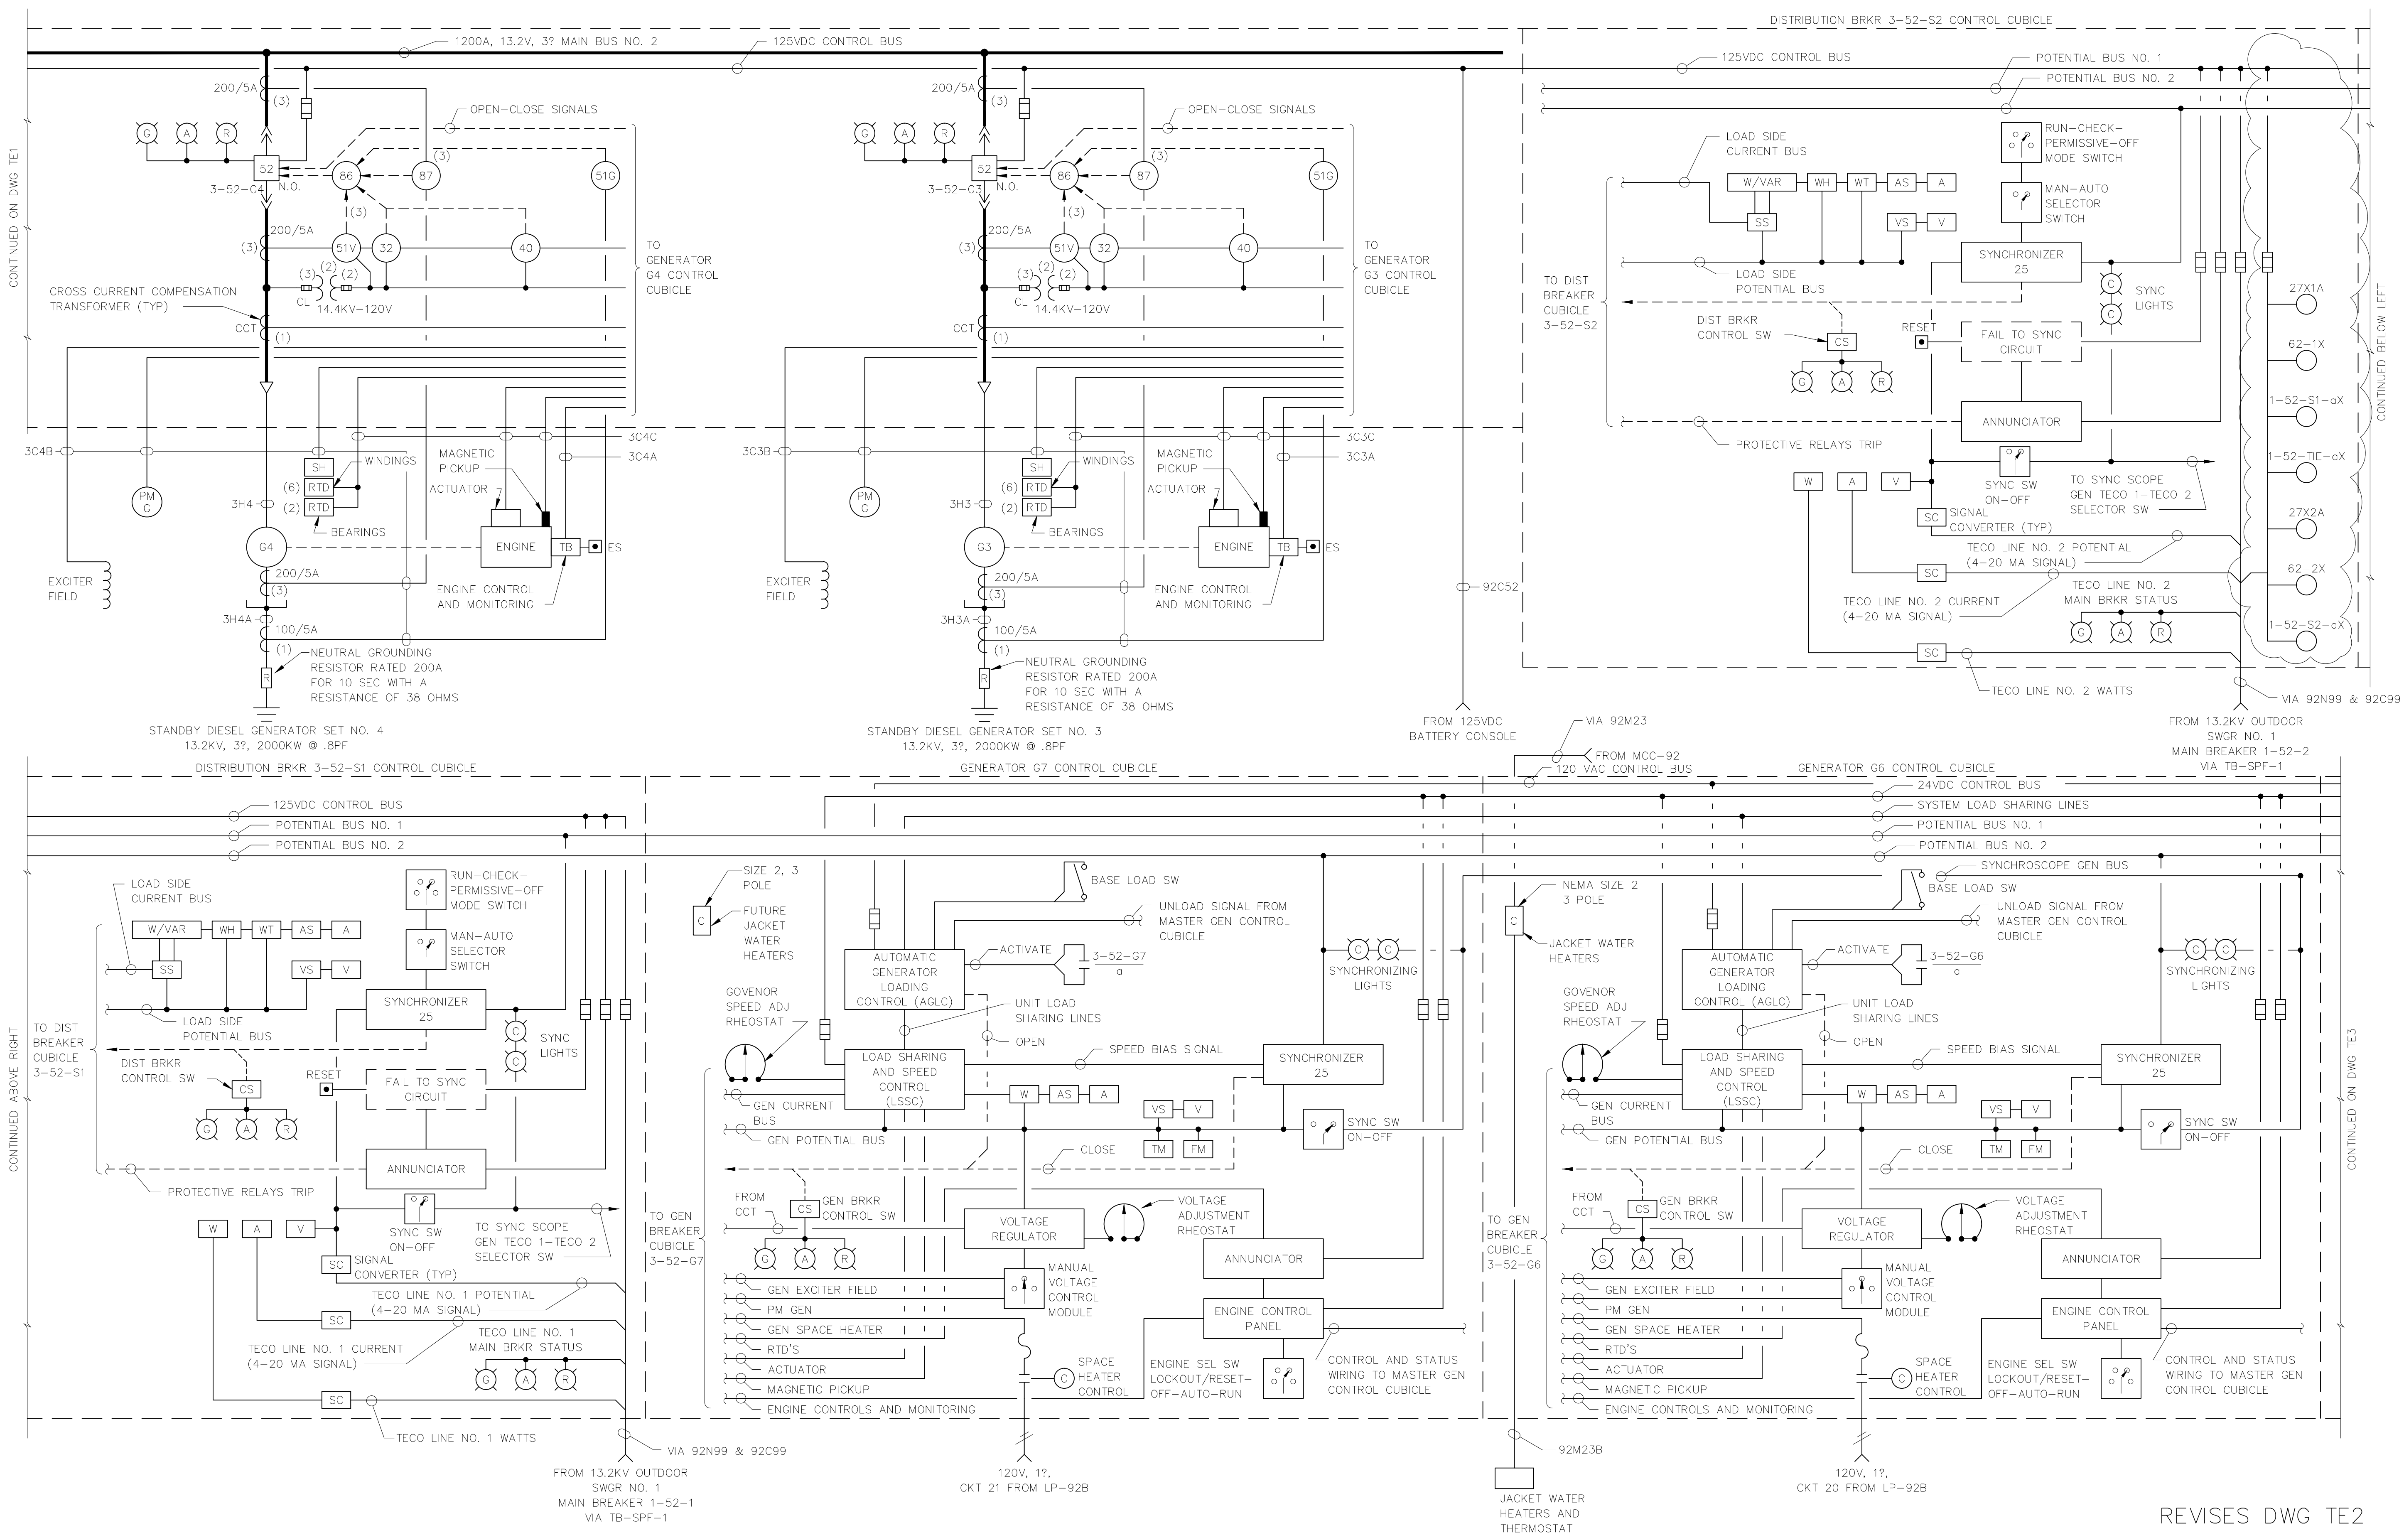 DISTRIBUTION BRKR 3-52-S2 CONTROL CUBICLE
1200A, 13.2V, 3? MAIN BUS NO. 2
125VDC CONTROL BUS
CONTINUED ON DWG TE1
200/5A
(3)
OPEN-CLOSE SIGNALS
G
A
R
52
3-52-G4
N.O.
86
87
(3)
51G
(3)
200/5A
(3)
51V
32
40
TO
GENERATOR
G4 CONTROL
CUBICLE
(3)
(2)
(2)
CL
14.4KV-120V
CROSS CURRENT COMPENSATION
TRANSFORMER (TYP)
CCT
(1)
3C4B
3C4C
3C4A
SH
WINDINGS
MAGNETIC
PICKUP
ACTUATOR
(6)
RTD
(2)
RTD
BEARINGS
PM
G
3H4
G4
ENGINE
TB
ES
EXCITER
FIELD
200/5A
(3)
ENGINE CONTROL
AND MONITORING
3H4A
100/5A
(1)
R
NEUTRAL GROUNDING
RESISTOR RATED 200A
FOR 10 SEC WITH A
RESISTANCE OF 38 OHMS
STANDBY DIESEL GENERATOR SET NO. 4
13.2KV, 3?, 2000KW @ .8PF
200/5A
(3)
OPEN-CLOSE SIGNALS
G
A
R
52
3-52-G3
N.O.
86
87
(3)
51G
(3)
200/5A
(3)
51V
32
40
TO
GENERATOR
G3 CONTROL
CUBICLE
(3)
(2)
(2)
CL
14.4KV-120V
CCT
(1)
3C3B
3C3C
3C3A
SH
WINDINGS
MAGNETIC
PICKUP
ACTUATOR
(6)
RTD
(2)
RTD
BEARINGS
PM
G
3H3
G3
ENGINE
TB
ES
EXCITER
FIELD
200/5A
(3)
ENGINE CONTROL
AND MONITORING
3H3A
100/5A
(1)
R
NEUTRAL GROUNDING
RESISTOR RATED 200A
FOR 10 SEC WITH A
RESISTANCE OF 38 OHMS
STANDBY DIESEL GENERATOR SET NO. 3
13.2KV, 3?, 2000KW @ .8PF
92C52
FROM 125VDC
BATTERY CONSOLE
125VDC CONTROL BUS
POTENTIAL BUS NO. 1
POTENTIAL BUS NO. 2
LOAD SIDE
CURRENT BUS
RUN-CHECK-
PERMISSIVE-OFF
MODE SWITCH
W/VAR
WH
WT
AS
A
MAN-AUTO
SELECTOR
SWITCH
SS
VS
V
SYNCHRONIZER
25
LOAD SIDE
POTENTIAL BUS
TO DIST
BREAKER
CUBICLE
3-52-S2
C
C
SYNC
LIGHTS
DIST BRKR
CONTROL SW
CS
RESET
FAIL TO SYNC
CIRCUIT
G
A
R
ANNUNCIATOR
PROTECTIVE RELAYS TRIP
W
A
V
SYNC SW
ON-OFF
TO SYNC SCOPE
GEN TECO 1-TECO 2
SELECTOR SW
SC
SIGNAL
CONVERTER (TYP)
TECO LINE NO. 2 POTENTIAL
(4-20 MA SIGNAL)
SC
TECO LINE NO. 2 CURRENT
(4-20 MA SIGNAL)
TECO LINE NO. 2
MAIN BRKR STATUS
G
A
R
SC
TECO LINE NO. 2 WATTS
27X1A
62-1X
1-52-S1-aX
1-52-TIE-aX
27X2A
62-2X
1-52-S2-aX
CONTINUED BELOW LEFT
VIA 92N99 & 92C99
FROM 13.2KV OUTDOOR
SWGR NO. 1
MAIN BREAKER 1-52-2
VIA TB-SPF-1
DISTRIBUTION BRKR 3-52-S1 CONTROL CUBICLE
125VDC CONTROL BUS
POTENTIAL BUS NO. 1
POTENTIAL BUS NO. 2
CONTINUED ABOVE RIGHT
LOAD SIDE
CURRENT BUS
RUN-CHECK-
PERMISSIVE-OFF
MODE SWITCH
W/VAR
WH
WT
AS
A
MAN-AUTO
SELECTOR
SWITCH
SS
VS
V
SYNCHRONIZER
25
LOAD SIDE
POTENTIAL BUS
TO DIST
BREAKER
CUBICLE
3-52-S1
C
C
SYNC
LIGHTS
DIST BRKR
CONTROL SW
CS
RESET
FAIL TO SYNC
CIRCUIT
G
A
R
ANNUNCIATOR
PROTECTIVE RELAYS TRIP
W
A
V
SYNC SW
ON-OFF
TO SYNC SCOPE
GEN TECO 1-TECO 2
SELECTOR SW
SC
SIGNAL
CONVERTER (TYP)
TECO LINE NO. 1 POTENTIAL
(4-20 MA SIGNAL)
SC
TECO LINE NO. 1 CURRENT
(4-20 MA SIGNAL)
TECO LINE NO. 1
MAIN BRKR STATUS
G
A
R
SC
TECO LINE NO. 1 WATTS
VIA 92N99 & 92C99
FROM 13.2KV OUTDOOR
SWGR NO. 1
MAIN BREAKER 1-52-1
VIA TB-SPF-1
GENERATOR G7 CONTROL CUBICLE
SIZE 2, 3
POLE
C
FUTURE
JACKET
WATER
HEATERS
BASE LOAD SW
UNLOAD SIGNAL FROM
MASTER GEN CONTROL
CUBICLE
AUTOMATIC
GENERATOR
LOADING
CONTROL (AGLC)
ACTIVATE
3-52-G7
a
C
C
SYNCHRONIZING
LIGHTS
GOVENOR
SPEED ADJ
RHEOSTAT
UNIT LOAD
SHARING LINES
OPEN
LOAD SHARING
AND SPEED
CONTROL
(LSSC)
SPEED BIAS SIGNAL
SYNCHRONIZER
25
GEN CURRENT
BUS
W
AS
A
VS
V
SYNC SW
ON-OFF
GEN POTENTIAL BUS
TM
FM
CLOSE
FROM
CCT
CS
GEN BRKR
CONTROL SW
TO GEN
BREAKER
CUBICLE
3-52-G7
G
A
R
VOLTAGE
REGULATOR
VOLTAGE
ADJUSTMENT
RHEOSTAT
ANNUNCIATOR
GEN EXCITER FIELD
MANUAL
VOLTAGE
CONTROL
MODULE
PM GEN
ENGINE CONTROL
PANEL
GEN SPACE HEATER
RTD'S
ACTUATOR
MAGNETIC PICKUP
ENGINE CONTROLS AND MONITORING
C
SPACE
HEATER
CONTROL
ENGINE SEL SW
LOCKOUT/RESET-
OFF-AUTO-RUN
CONTROL AND STATUS
WIRING TO MASTER GEN
CONTROL CUBICLE
120V, 1?,
CKT 21 FROM LP-92B
VIA 92M23
FROM MCC-92
120 VAC CONTROL BUS
GENERATOR G6 CONTROL CUBICLE
24VDC CONTROL BUS
SYSTEM LOAD SHARING LINES
POTENTIAL BUS NO. 1
POTENTIAL BUS NO. 2
SYNCHROSCOPE GEN BUS
NEMA SIZE 2
3 POLE
C
JACKET WATER
HEATERS
BASE LOAD SW
UNLOAD SIGNAL FROM
MASTER GEN CONTROL
CUBICLE
AUTOMATIC
GENERATOR
LOADING
CONTROL (AGLC)
ACTIVATE
3-52-G6
a
C
C
SYNCHRONIZING
LIGHTS
GOVENOR
SPEED ADJ
RHEOSTAT
UNIT LOAD
SHARING LINES
OPEN
LOAD SHARING
AND SPEED
CONTROL
(LSSC)
SPEED BIAS SIGNAL
SYNCHRONIZER
25
GEN CURRENT
BUS
W
AS
A
VS
V
SYNC SW
ON-OFF
GEN POTENTIAL BUS
TM
FM
CLOSE
FROM
CCT
CS
GEN BRKR
CONTROL SW
TO GEN
BREAKER
CUBICLE
3-52-G6
G
A
R
VOLTAGE
REGULATOR
VOLTAGE
ADJUSTMENT
RHEOSTAT
ANNUNCIATOR
GEN EXCITER FIELD
MANUAL
VOLTAGE
CONTROL
MODULE
PM GEN
ENGINE CONTROL
PANEL
GEN SPACE HEATER
RTD'S
ACTUATOR
MAGNETIC PICKUP
ENGINE CONTROLS AND MONITORING
C
SPACE
HEATER
CONTROL
ENGINE SEL SW
LOCKOUT/RESET-
OFF-AUTO-RUN
CONTROL AND STATUS
WIRING TO MASTER GEN
CONTROL CUBICLE
CONTINUED ON DWG TE3
92M23B
JACKET WATER
HEATERS AND
THERMOSTAT
120V, 1?,
CKT 20 FROM LP-92B
REVISES DWG TE2